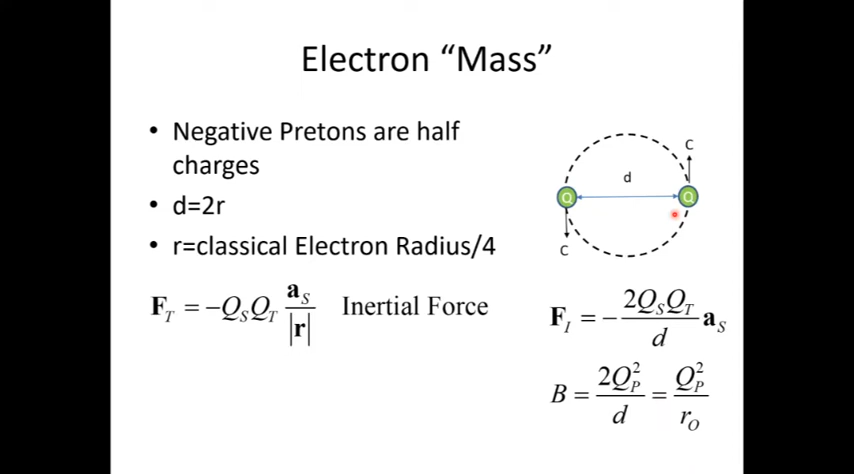 Electron “Mass”
• Negative Pretons are half
charges
• d=2r
• r=classical Electron Radius/4
F_T = -Q_S Q_T a_S/|r| Inertial Force
C
d
Q Q
C
F_I = - 2Q_S Q_T/d a_S
B = 2Q_P^2/d = Q_P^2/r_O